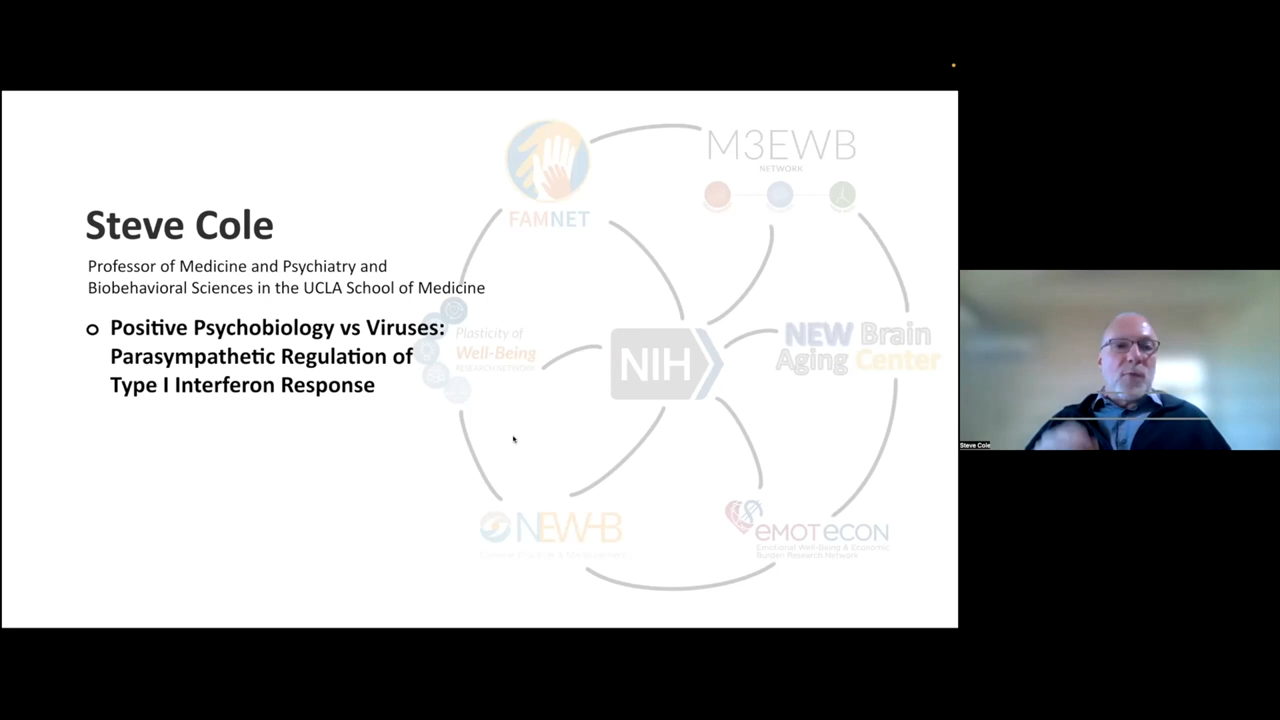 Steve Cole
Professor of Medicine and Psychiatry and
Biobehavioral Sciences in the UCLA School of Medicine
o Positive Psychobiology vs Viruses:
Parasympathetic Regulation of
Type I Interferon Response
FAMNET
M3EWB
NETWORK
Plasticity of
Well-Being
RESEARCH NETWORK
NIH
NEW Brain
Aging Center
NEW-B
eMOTeCON
Emotional Well-Being & Economic
Burden Research Network
Steve Cole